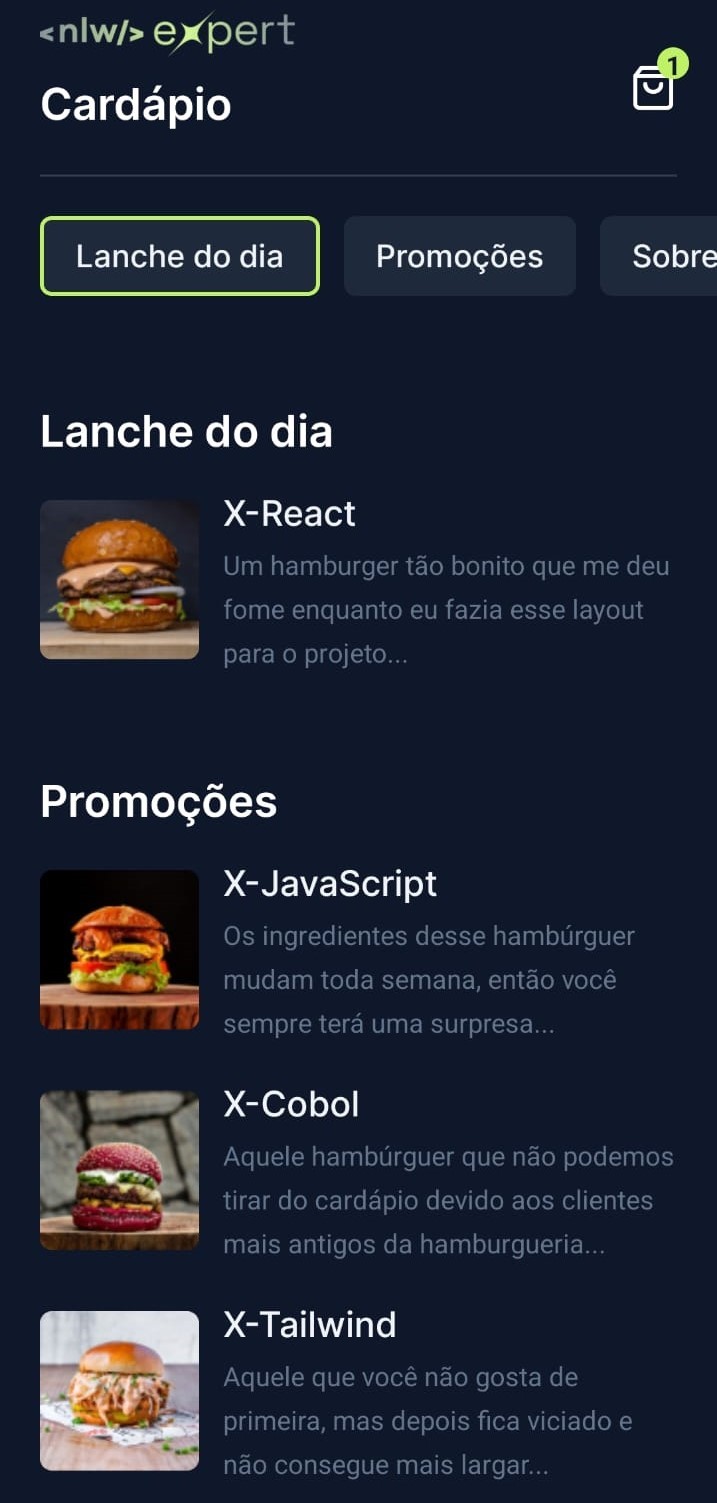 <nlw/> expert
1
Cardápio
Lanche do dia
Promoções
Sobre
Lanche do dia
X-React
Um hamburger tão bonito que me deu
fome enquanto eu fazia esse layout
para o projeto...
Promoções
X-JavaScript
Os ingredientes desse hambúrguer
mudam toda semana, então você
sempre terá uma surpresa...
X-Cobol
Aquele hambúrguer que não podemos
tirar do cardápio devido aos clientes
mais antigos da hamburgueria...
X-Tailwind
Aquele que você não gosta de
primeira, mas depois fica viciado e
não consegue mais largar...